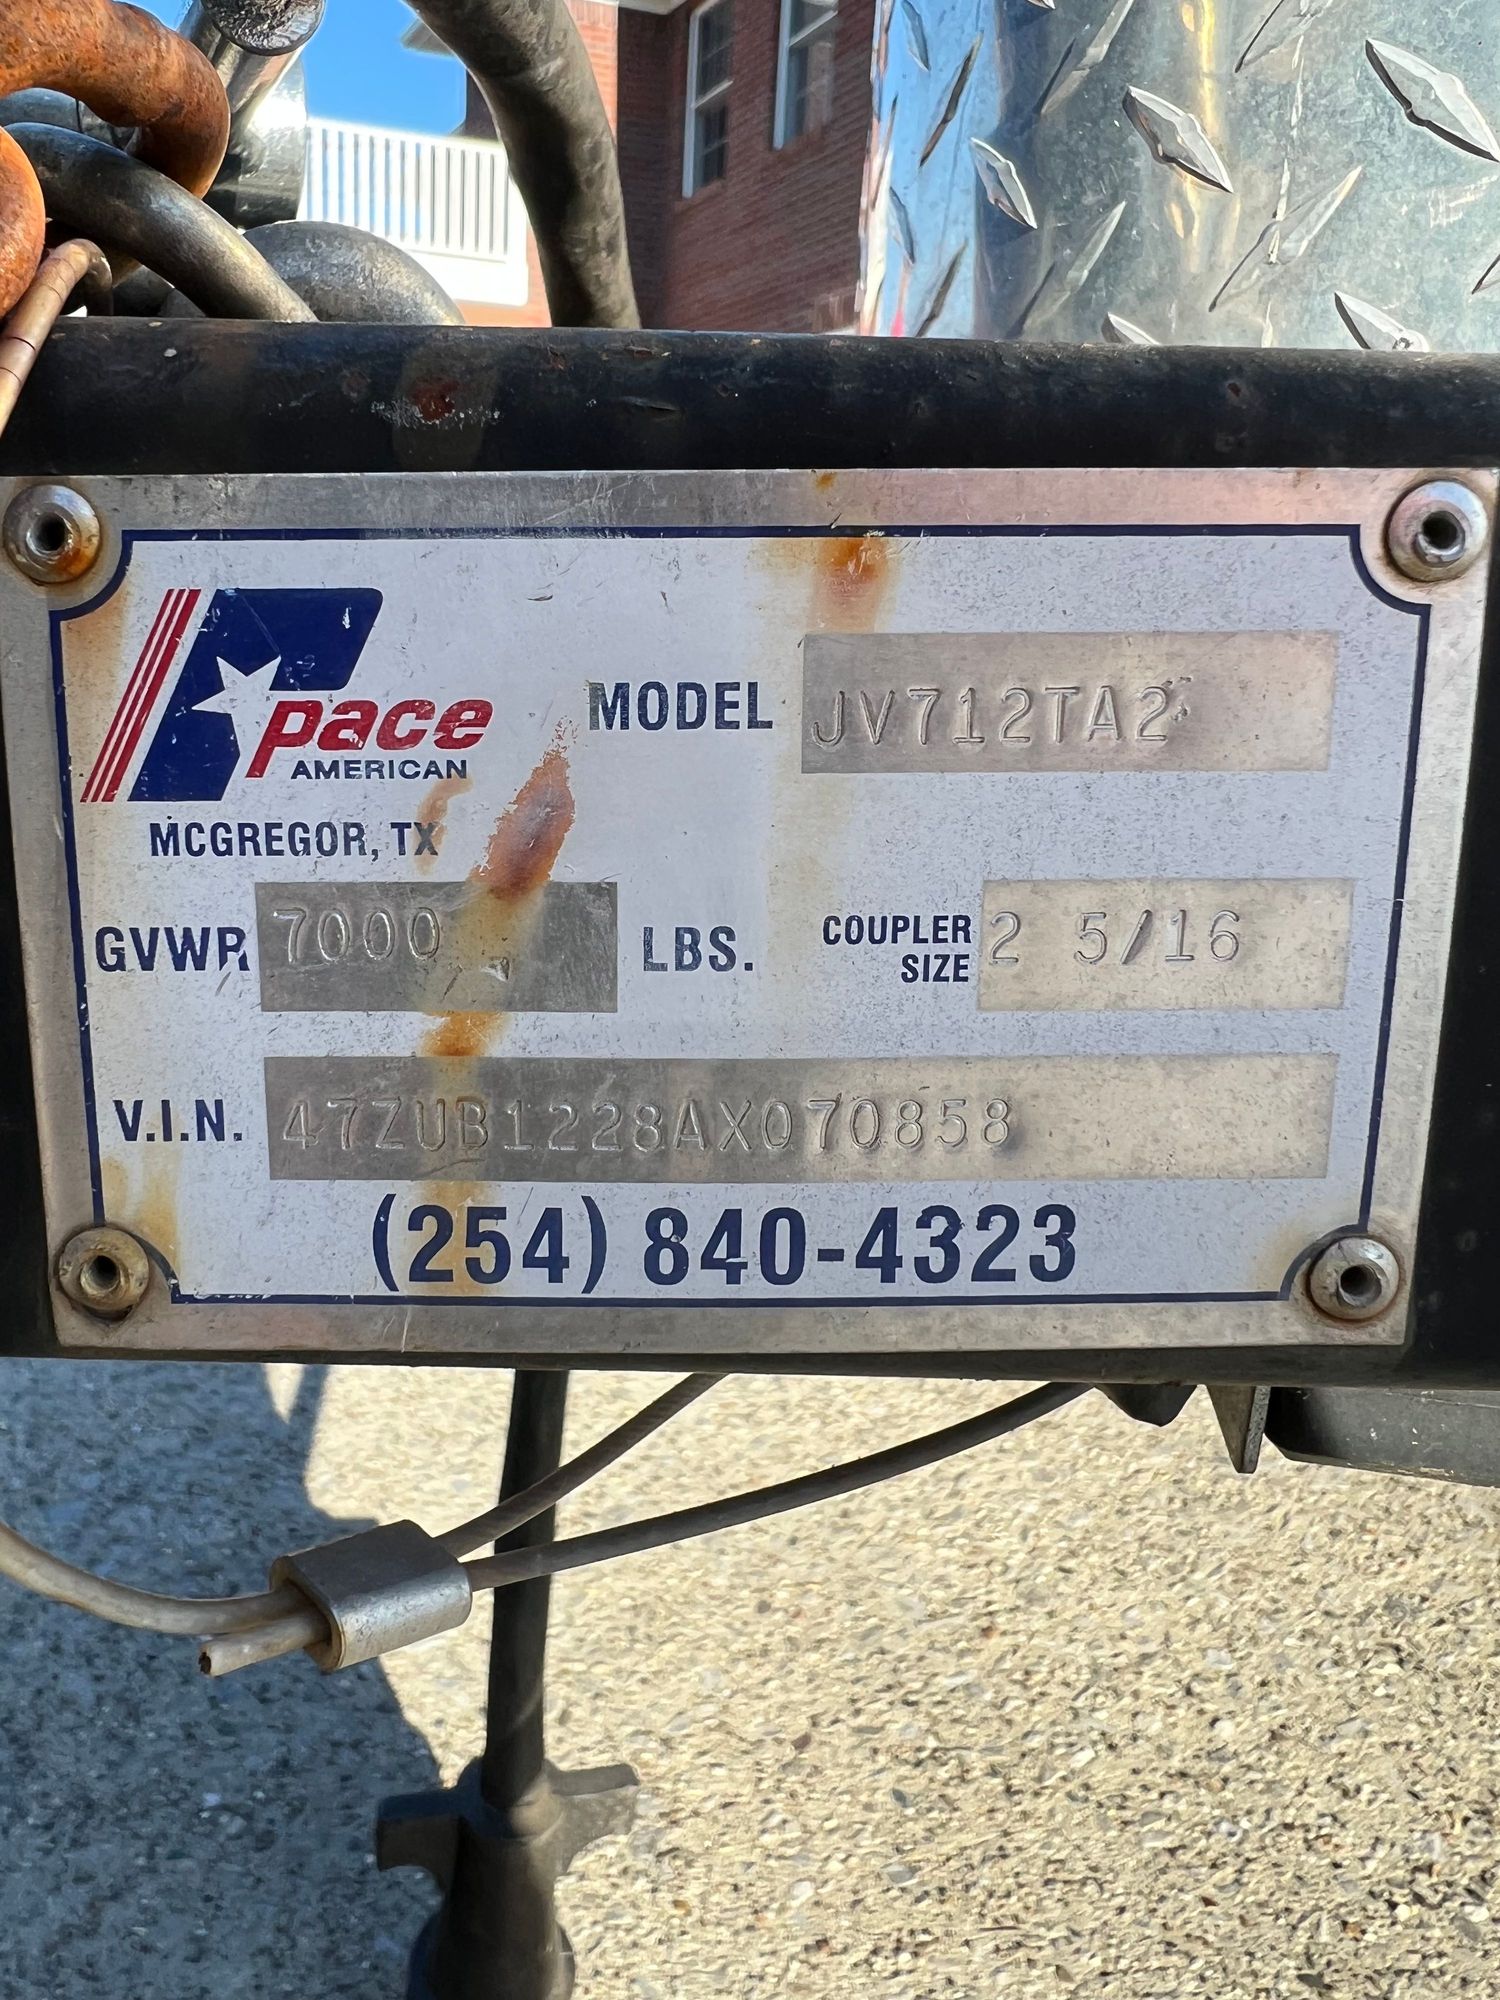 pace
AMERICAN
MCGREGOR, TX
MODEL JV712TA2
GVWR 7000 LBS.
COUPLER SIZE 2 5/16
V.I.N. 47ZUB1228AX070858
(254) 840-4323